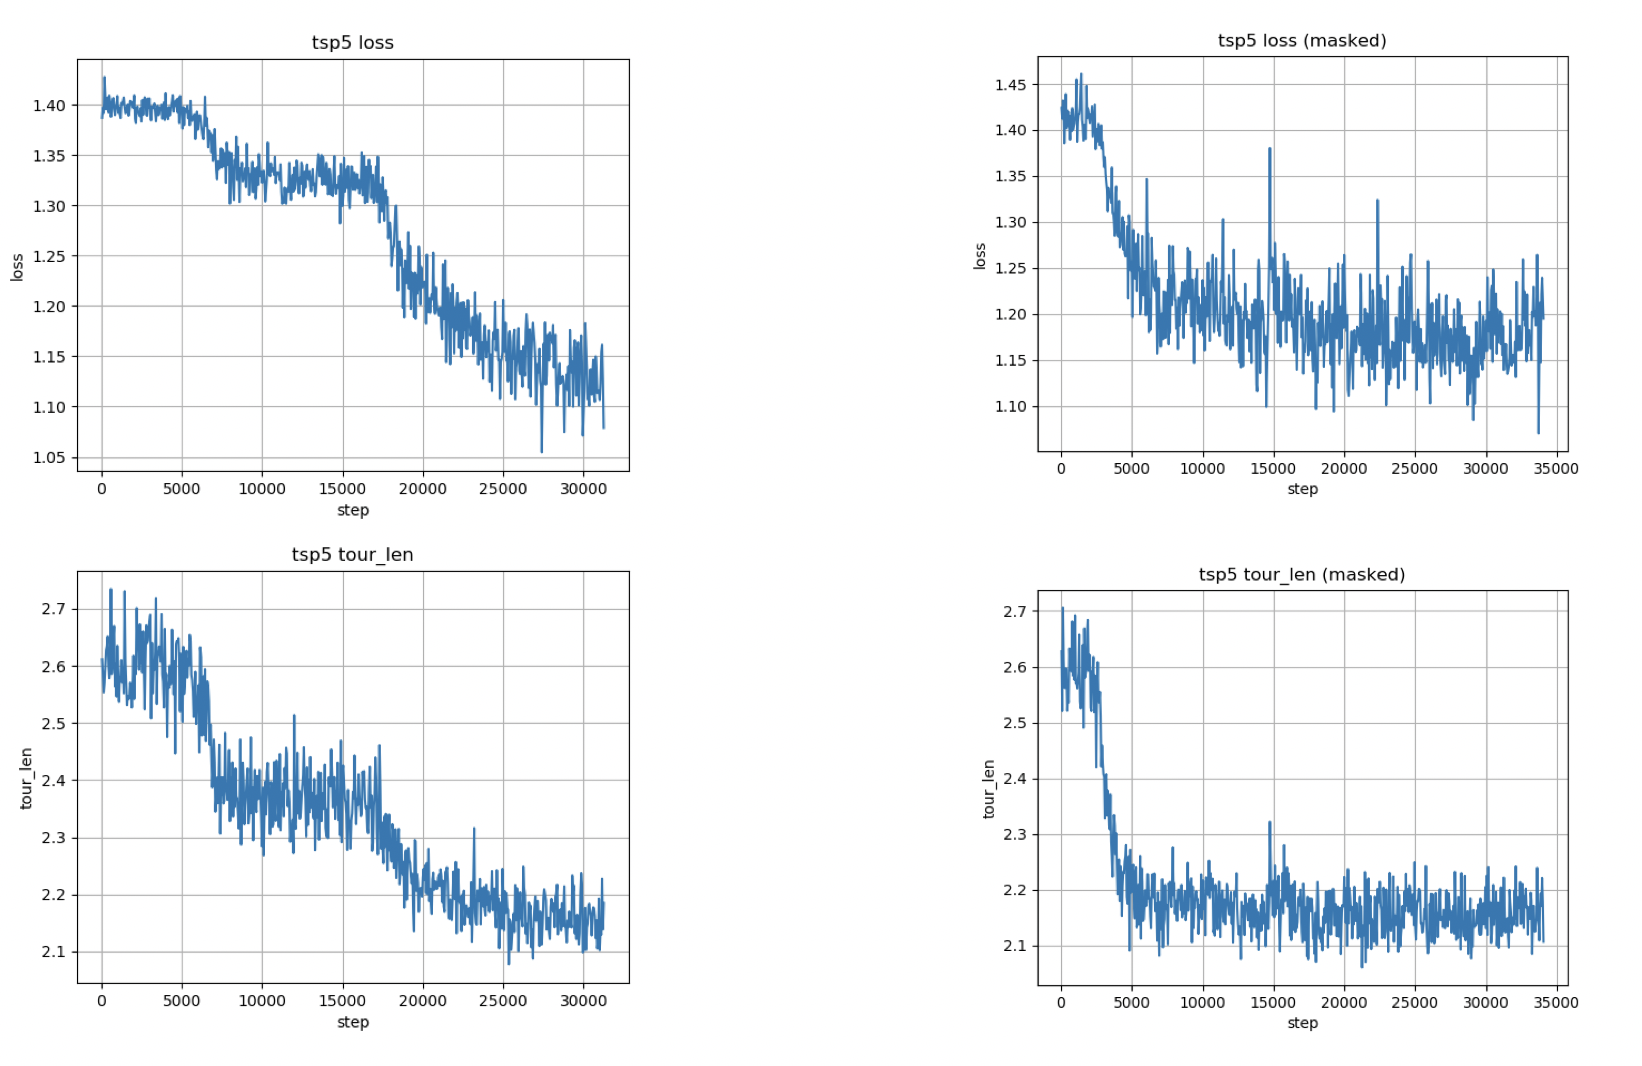 tsp5 loss
1.40
1.35
1.30
1.25
1.20
1.15
1.10
1.05
loss
0 5000 10000 15000 20000 25000 30000
step
tsp5 loss (masked)
1.45
1.40
1.35
1.30
1.25
1.20
1.15
1.10
loss
0 5000 10000 15000 20000 25000 30000 35000
step
tsp5 tour_len
2.7
2.6
2.5
2.4
2.3
2.2
2.1
tour_len
0 5000 10000 15000 20000 25000 30000
step
tsp5 tour_len (masked)
2.7
2.6
2.5
2.4
2.3
2.2
2.1
tour_len
0 5000 10000 15000 20000 25000 30000 35000
step